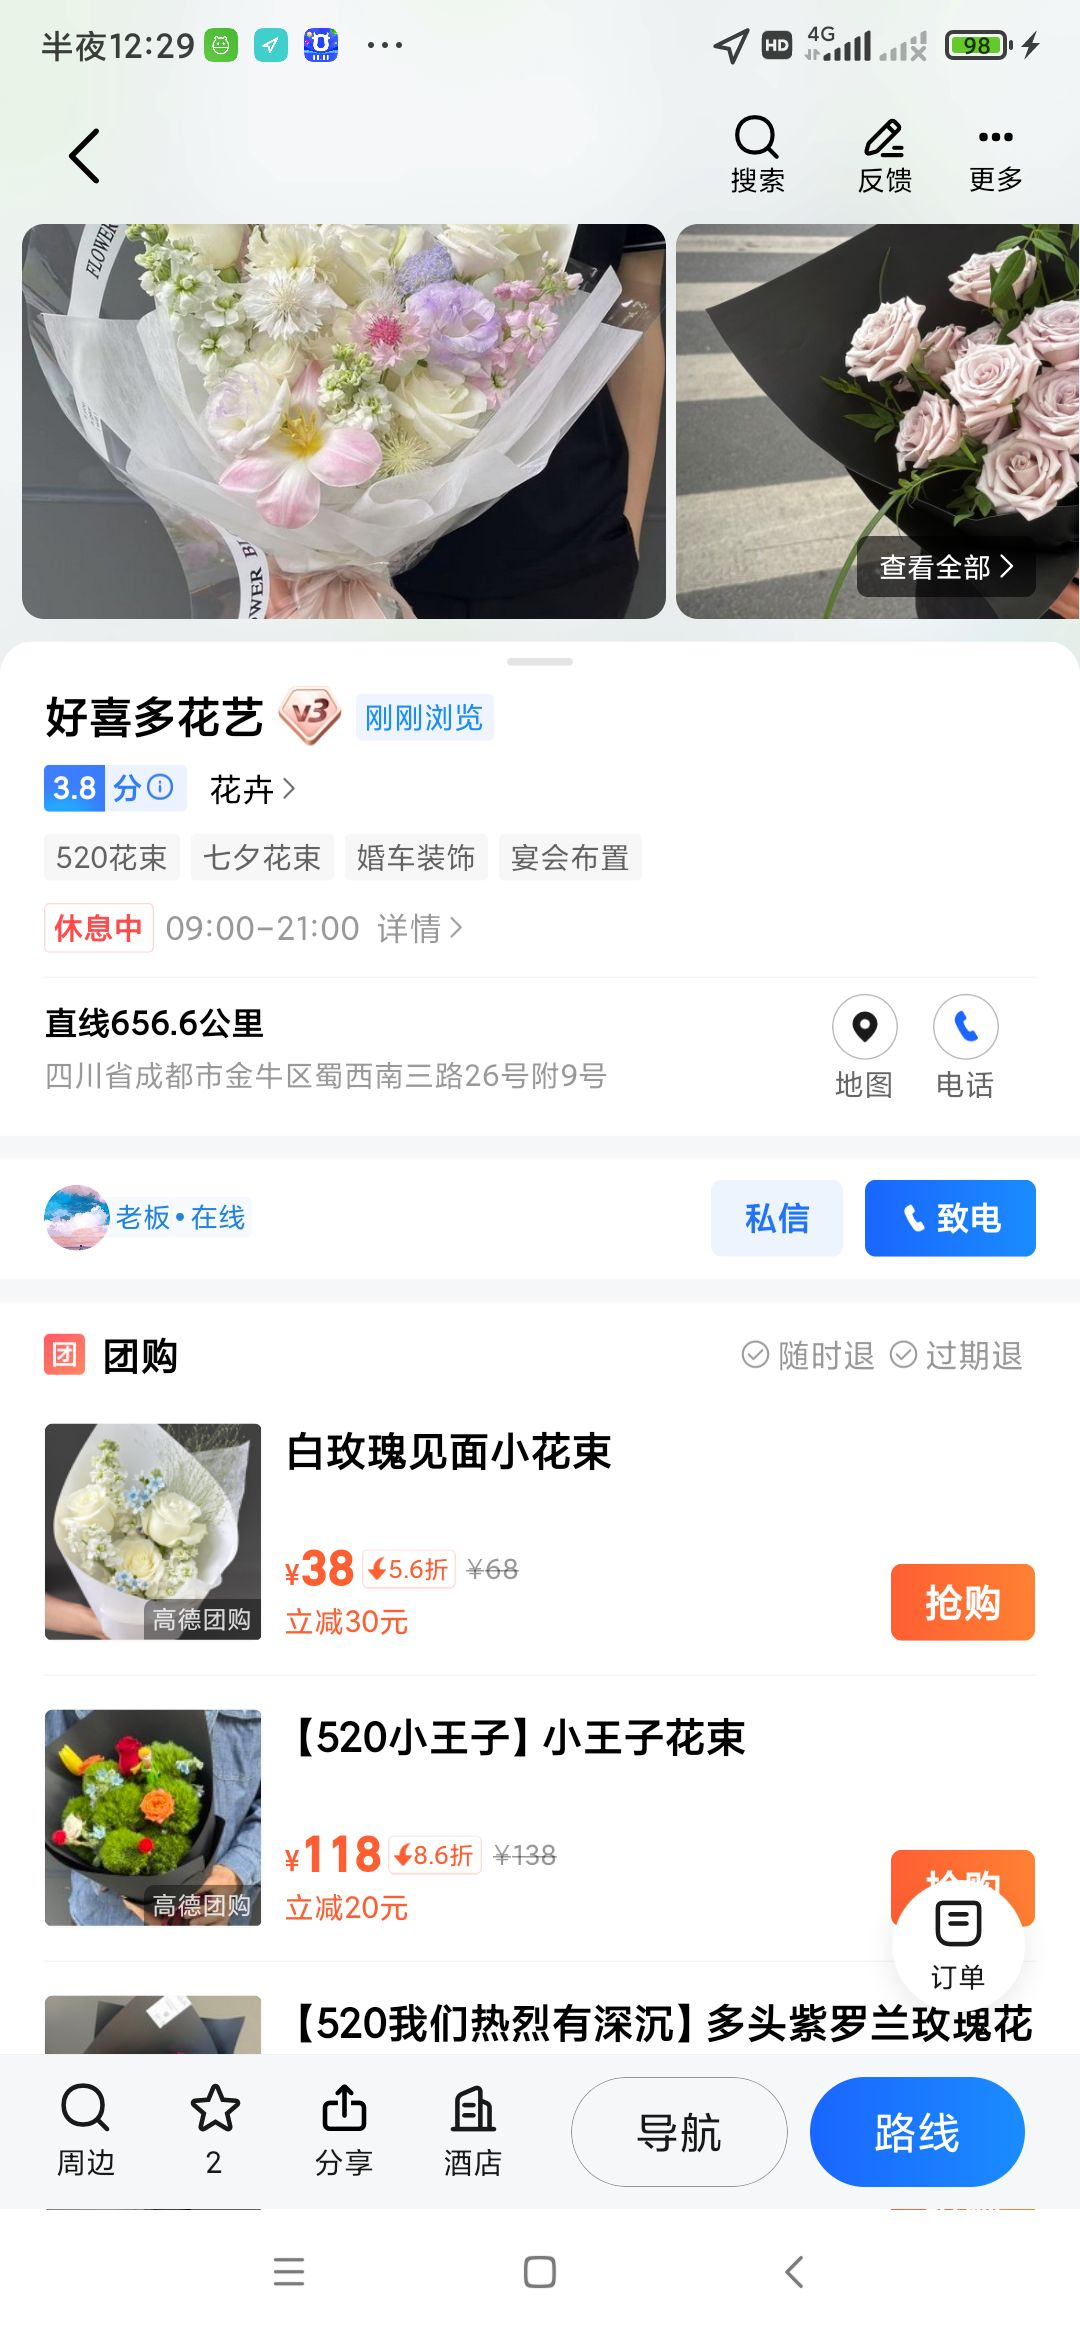 半夜12:29
HD 4G 98
搜索 反馈 更多
FLOWER
查看全部
好喜多花艺 V3 刚刚浏览
3.8 分 花卉
520花束 七夕花束 婚车装饰 宴会布置
休息中 09:00-21:00 详情
直线656.6公里
四川省成都市金牛区蜀西南三路26号附9号
地图 电话
老板•在线
私信 致电
团 团购 随时退 过期退
白玫瑰见面小花束
¥38 5.6折 ¥68
立减30元
抢购
高德团购
【520小王子】小王子花束
¥118 8.6折 ¥138
立减20元
抢购
高德团购
订单
【520我们热烈有深沉】多头紫罗兰玫瑰花
周边 2 分享 酒店 导航 路线